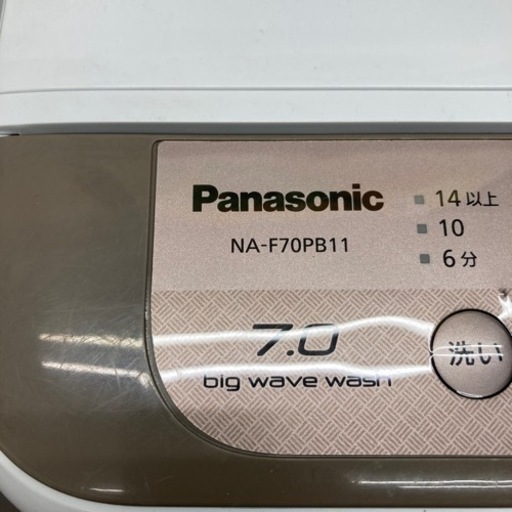 Panasonic
NA-F70PB11
14以上
10
6分
7.0
big wave wash
洗い